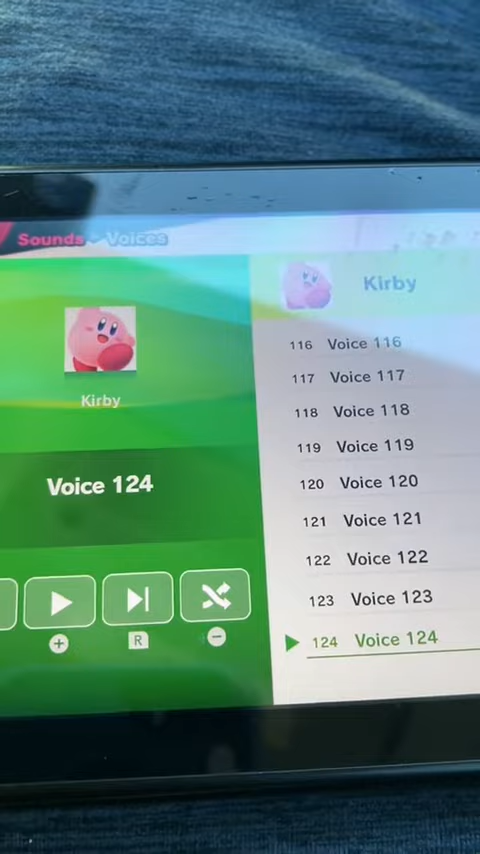 Sounds Voices
Kirby
Voice 124
+
R
−
Kirby
116 Voice 116
117 Voice 117
118 Voice 118
119 Voice 119
120 Voice 120
121 Voice 121
122 Voice 122
123 Voice 123
124 Voice 124